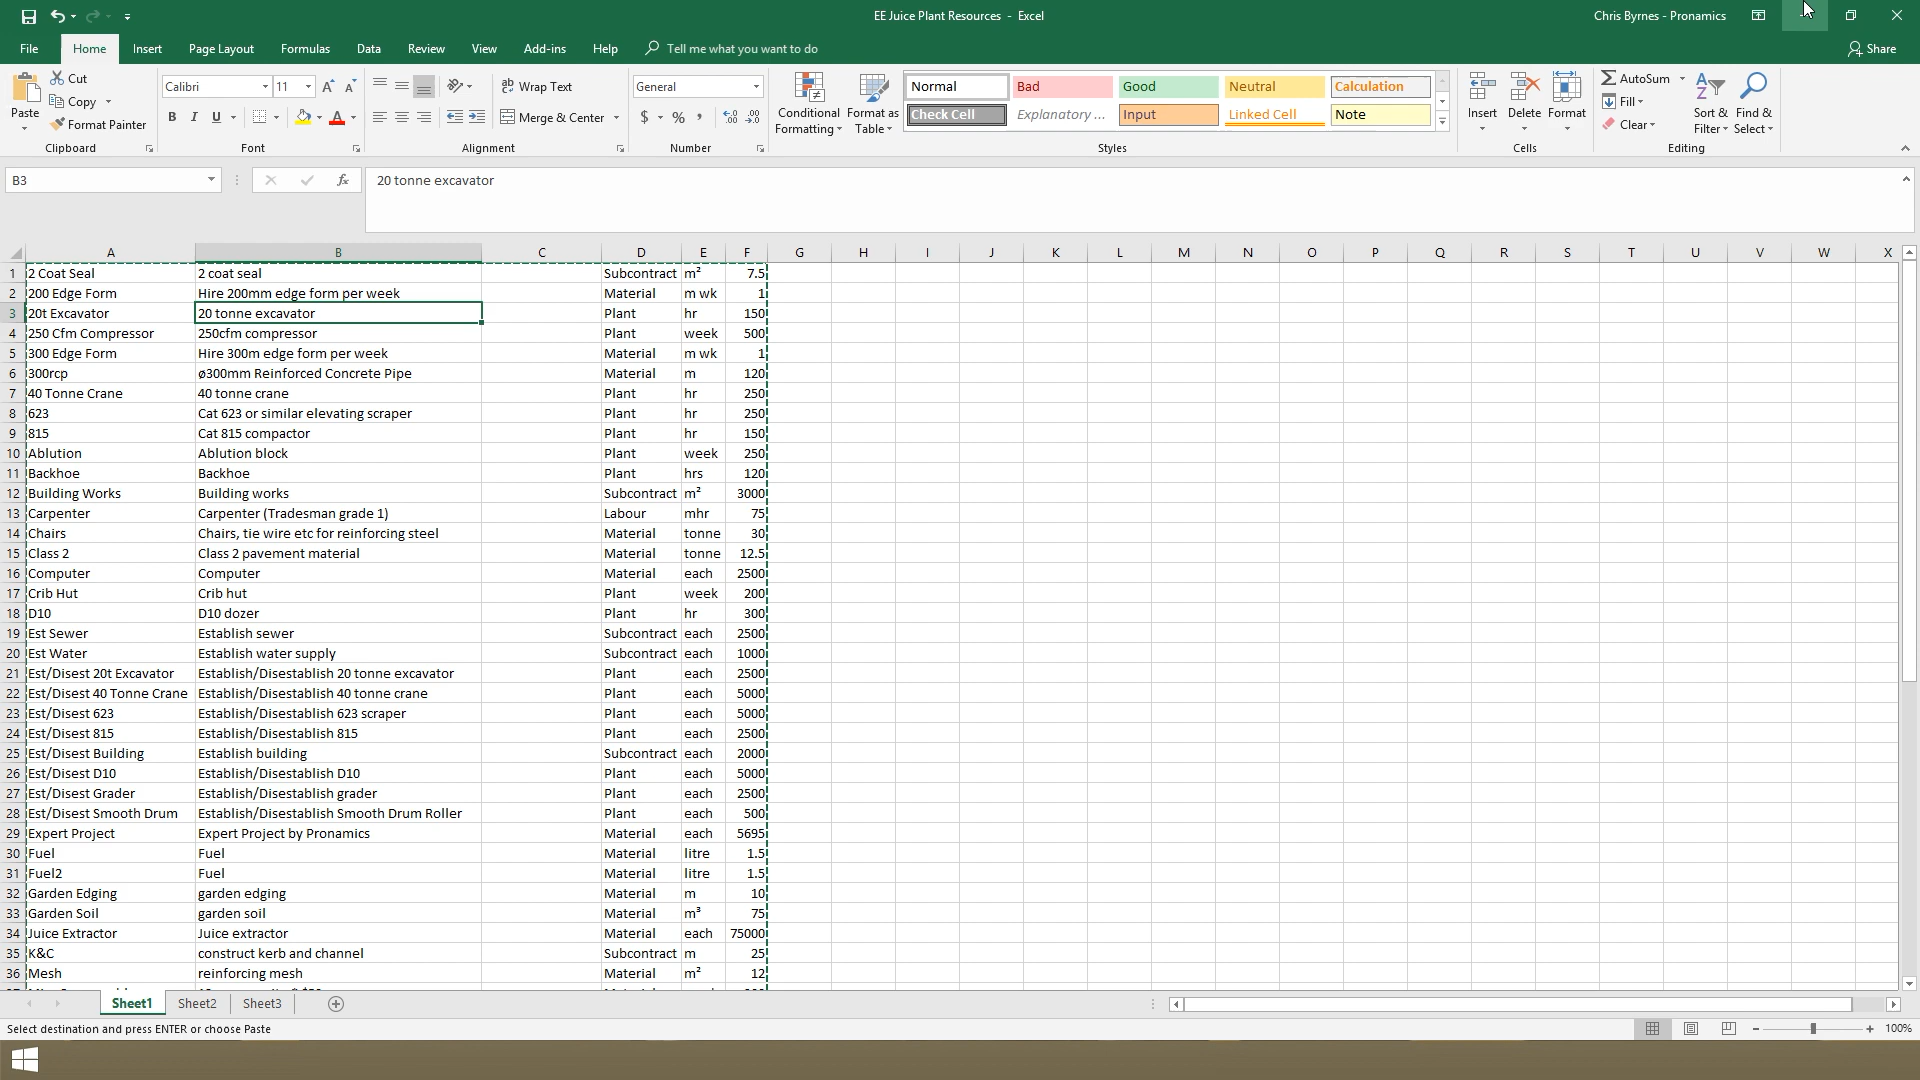 EE Juice Plant Resources - Excel
Chris Byrnes - Pronamics
File Home Insert Page Layout Formulas Data Review View Add-ins Help Tell me what you want to do Share
Paste Cut Copy Format Painter
Clipboard
Calibri 11 A A
B I U A
Font
Wrap Text
Merge & Center
Alignment
General
$ % ,
Number
Conditional Formatting Format as Table
Normal Bad Good Neutral Calculation
Check Cell Explanatory ... Input Linked Cell Note
Styles
Insert Delete Format
Cells
AutoSum
Fill
Clear
Sort & Filter Find & Select
Editing
B3 fx 20 tonne excavator
A B C D E F G H I J K L M N O P Q R S T U V W X
1 2 Coat Seal 2 coat seal Subcontract m² 7.5
2 200 Edge Form Hire 200mm edge form per week Material m wk 1
3 20t Excavator 20 tonne excavator Plant hr 150
4 250 Cfm Compressor 250cfm compressor Plant week 500
5 300 Edge Form Hire 300m edge form per week Material m wk 1
6 300rcp ø300mm Reinforced Concrete Pipe Material m 120
7 40 Tonne Crane 40 tonne crane Plant hr 250
8 623 Cat 623 or similar elevating scraper Plant hr 250
9 815 Cat 815 compactor Plant hr 150
10 Ablution Ablution block Plant week 250
11 Backhoe Backhoe Plant hrs 120
12 Building Works Building works Subcontract m² 3000
13 Carpenter Carpenter (Tradesman grade 1) Labour mhr 75
14 Chairs Chairs, tie wire etc for reinforcing steel Material tonne 30
15 Class 2 Class 2 pavement material Material tonne 12.5
16 Computer Computer Material each 2500
17 Crib Hut Crib hut Plant week 200
18 D10 D10 dozer Plant hr 300
19 Est Sewer Establish sewer Subcontract each 2500
20 Est Water Establish water supply Subcontract each 1000
21 Est/Disest 20t Excavator Establish/Disestablish 20 tonne excavator Plant each 2500
22 Est/Disest 40 Tonne Crane Establish/Disestablish 40 tonne crane Plant each 5000
23 Est/Disest 623 Establish/Disestablish 623 scraper Plant each 5000
24 Est/Disest 815 Establish/Disestablish 815 Plant each 2500
25 Est/Disest Building Establish building Subcontract each 2000
26 Est/Disest D10 Establish/Disestablish D10 Plant each 5000
27 Est/Disest Grader Establish/Disestablish grader Plant each 2500
28 Est/Disest Smooth Drum Establish/Disestablish Smooth Drum Roller Plant each 500
29 Expert Project Expert Project by Pronamics Material each 5695
30 Fuel Fuel Material litre 1.5
31 Fuel2 Fuel Material litre 1.5
32 Garden Edging garden edging Material m 10
33 Garden Soil garden soil Material m³ 75
34 Juice Extractor Juice extractor Material each 75000
35 K&C construct kerb and channel Subcontract m 25
36 Mesh reinforcing mesh Material m² 12
Sheet1 Sheet2 Sheet3
Select destination and press ENTER or choose Paste
100%